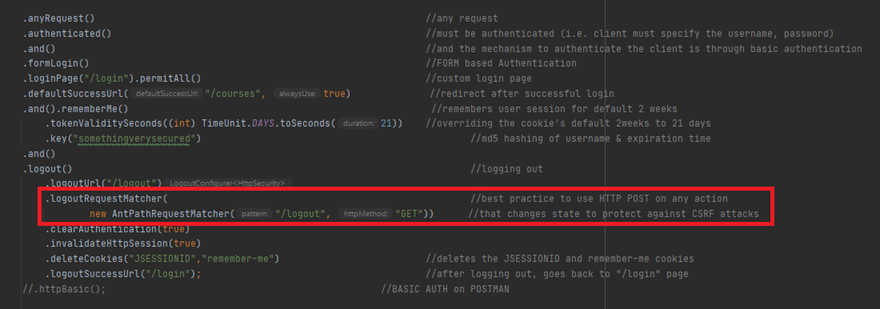 .anyRequest() //any request
.authenticated() //must be authenticated (i.e. client must specify the username, password)
.and() //and the mechanism to authenticate the client is through basic authentication
.formLogin() //FORM based Authentication
.loginPage("/login").permitAll() //custom login page
.defaultSuccessUrl( defaultSuccessUrl: "/courses", alwaysUse: true) //redirect after successful login
.and().rememberMe() //remembers user session for default 2 weeks
.tokenValiditySeconds((int) TimeUnit.DAYS.toSeconds( duration: 21)) //overriding the cookie's default 2weeks to 21 days
.key("somethingverysecured") //md5 hashing of username & expiration time
.and()
.logout() //logging out
.logoutUrl("/logout") LogoutConfigurer<HttpSecurity>
.logoutRequestMatcher( //best practice to use HTTP POST on any action
new AntPathRequestMatcher( pattern: "/logout", httpMethod: "GET")) //that changes state to protect against CSRF attacks
.clearAuthentication(true)
.invalidateHttpSession(true)
.deleteCookies("JSESSIONID","remember-me") //deletes the JSESSIONID and remember-me cookies
.logoutSuccessUrl("/login"); //after logging out, goes back to "/login" page
//.httpBasic(); //BASIC AUTH on POSTMAN